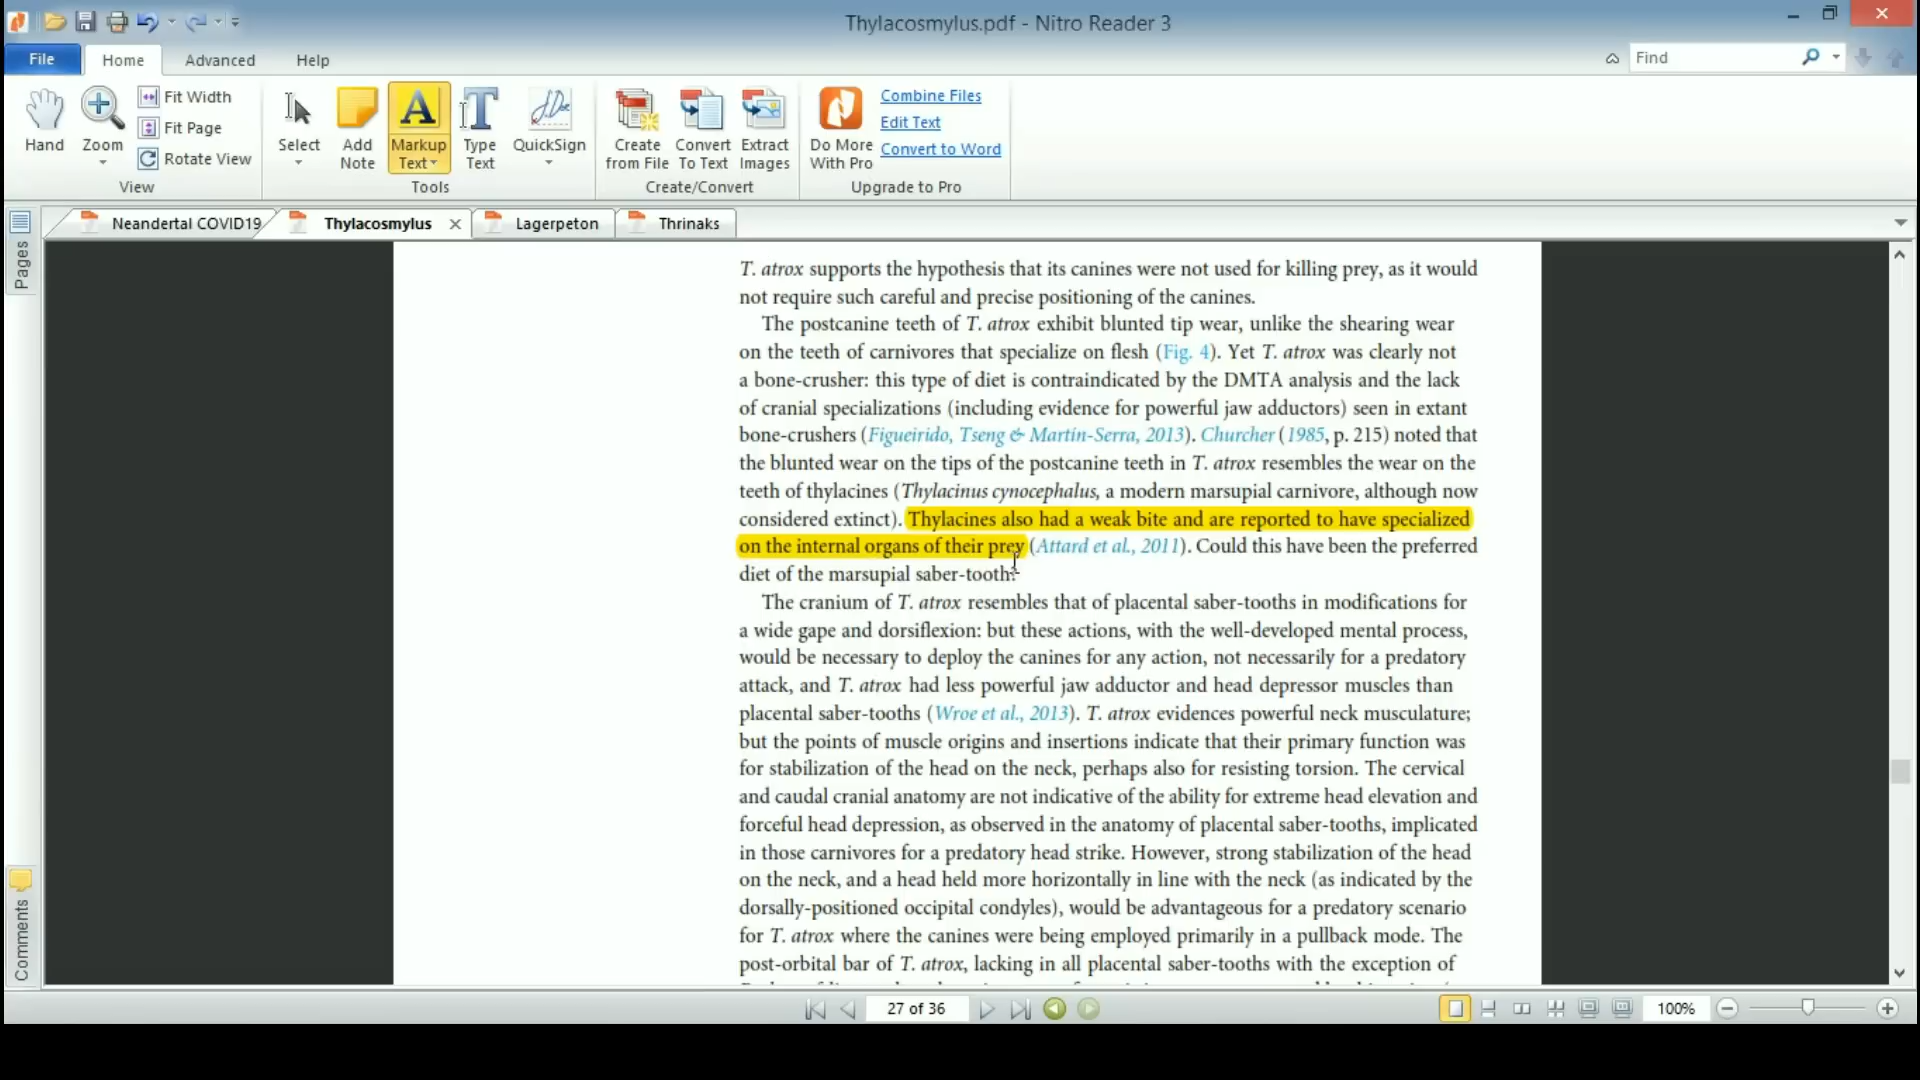 Thylacosmylus.pdf - Nitro Reader 3
File Home Advanced Help
Find
Hand
Zoom
Fit Width
Fit Page
Rotate View
View
Select
Add Note
Markup Text
Type Text
QuickSign
Tools
Create from File
Convert To Text
Extract Images
Create/Convert
Do More With Pro
Combine Files
Edit Text
Convert to Word
Upgrade to Pro
Neandertal COVID19 Thylacosmylus Lagerpeton Thrinaks
Pages
T. atrox supports the hypothesis that its canines were not used for killing prey, as it would
not require such careful and precise positioning of the canines.
The postcanine teeth of T. atrox exhibit blunted tip wear, unlike the shearing wear
on the teeth of carnivores that specialize on flesh (Fig. 4). Yet T. atrox was clearly not
a bone-crusher: this type of diet is contraindicated by the DMTA analysis and the lack
of cranial specializations (including evidence for powerful jaw adductors) seen in extant
bone-crushers (Figueirido, Tseng & Martín-Serra, 2013). Churcher (1985, p. 215) noted that
the blunted wear on the tips of the postcanine teeth in T. atrox resembles the wear on the
teeth of thylacines (Thylacinus cynocephalus, a modern marsupial carnivore, although now
considered extinct). Thylacines also had a weak bite and are reported to have specialized
on the internal organs of their prey (Attard et al., 2011). Could this have been the preferred
diet of the marsupial saber-tooth?
The cranium of T. atrox resembles that of placental saber-tooths in modifications for
a wide gape and dorsiflexion: but these actions, with the well-developed mental process,
would be necessary to deploy the canines for any action, not necessarily for a predatory
attack, and T. atrox had less powerful jaw adductor and head depressor muscles than
placental saber-tooths (Wroe et al., 2013). T. atrox evidences powerful neck musculature;
but the points of muscle origins and insertions indicate that their primary function was
for stabilization of the head on the neck, perhaps also for resisting torsion. The cervical
and caudal cranial anatomy are not indicative of the ability for extreme head elevation and
forceful head depression, as observed in the anatomy of placental saber-tooths, implicated
in those carnivores for a predatory head strike. However, strong stabilization of the head
on the neck, and a head held more horizontally in line with the neck (as indicated by the
dorsally-positioned occipital condyles), would be advantageous for a predatory scenario
for T. atrox where the canines were being employed primarily in a pullback mode. The
post-orbital bar of T. atrox, lacking in all placental saber-tooths with the exception of
Comments
27 of 36
100%